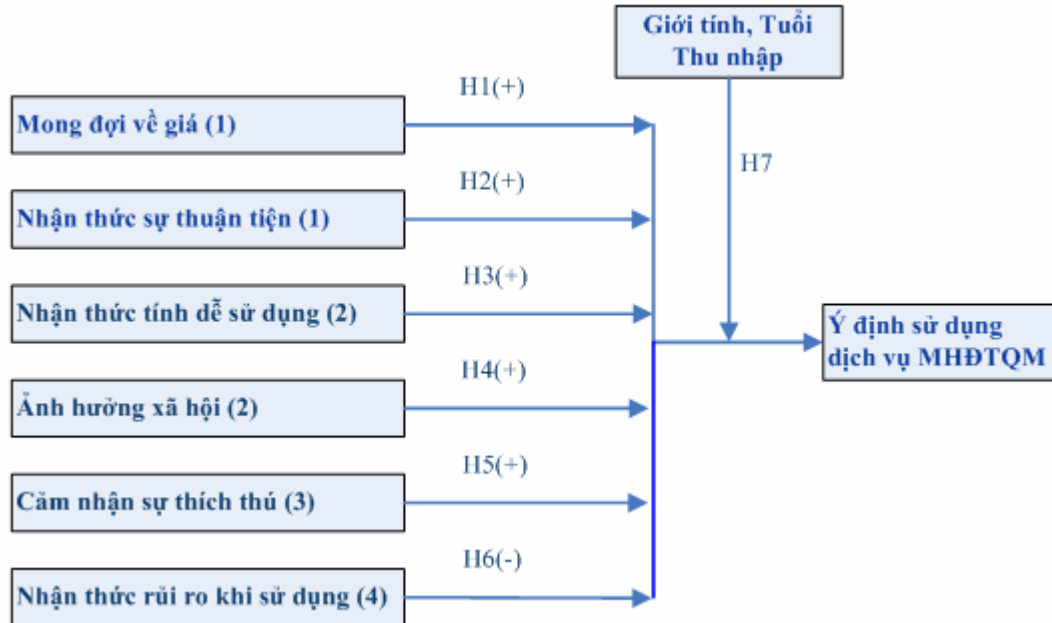 Giới tính, Tuổi
Thu nhập
H1(+)
Mong đợi về giá (1)
H7
H2(+)
Nhận thức sự thuận tiện (1)
H3(+)
Nhận thức tính dễ sử dụng (2)
Ý định sử dụng
dịch vụ MHĐTQM
H4(+)
Ảnh hưởng xã hội (2)
H5(+)
Cảm nhận sự thích thú (3)
H6(-)
Nhận thức rủi ro khi sử dụng (4)